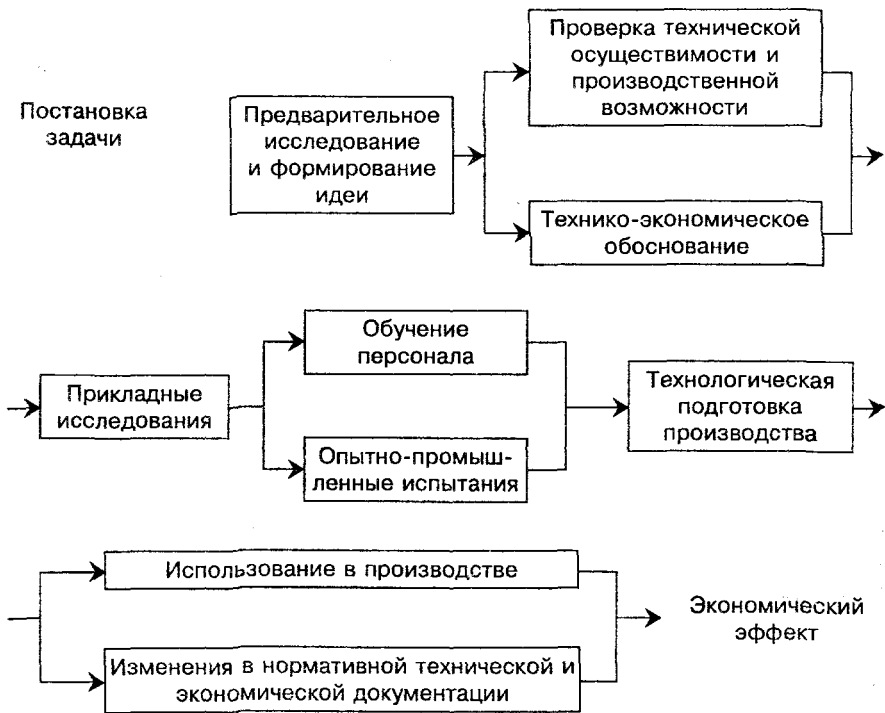 Постановка
задачи
Предварительное
исследование
и формирование
идеи
Проверка технической
осуществимости и
производственной
возможности
Технико-экономическое
обоснование
Прикладные
исследования
Обучение
персонала
Опытно-промыш-
ленные испытания
Технологическая
подготовка
производства
Использование в производстве
Изменения в нормативной технической и
экономической документации
Экономический
эффект